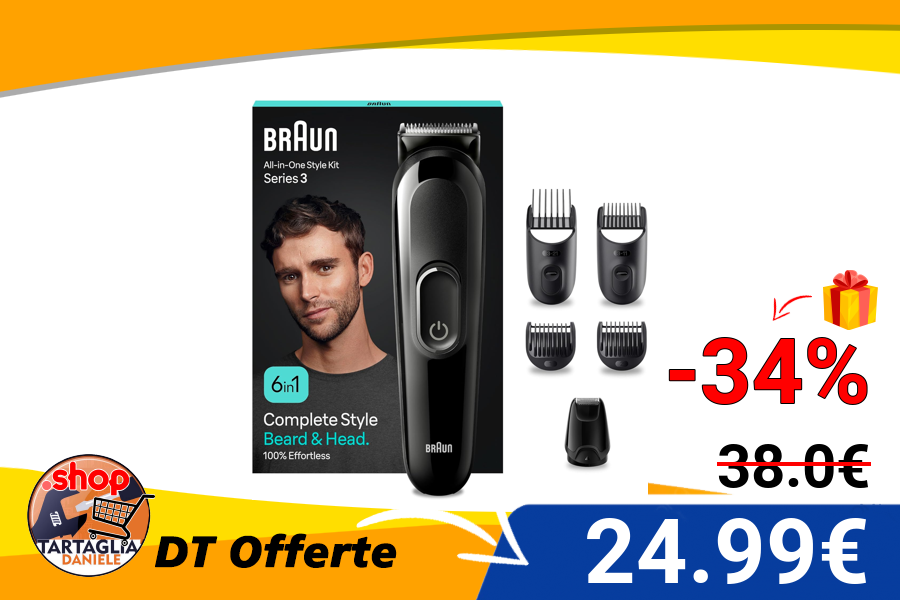 BRAUN
BRAUN
All-in-One Style Kit
Series 3
6in1
Complete Style
Beard & Head.
100% Effortless
BRAUN
-34%
38.0€
24.99€
.shop
TARTAGLIA
DANIELE
DT Offerte